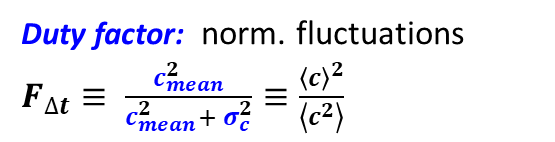 Duty factor: norm. fluctuations
F_Δt ≡ c²_mean / (c²_mean + σ²_c) ≡ ⟨c⟩² / ⟨c²⟩